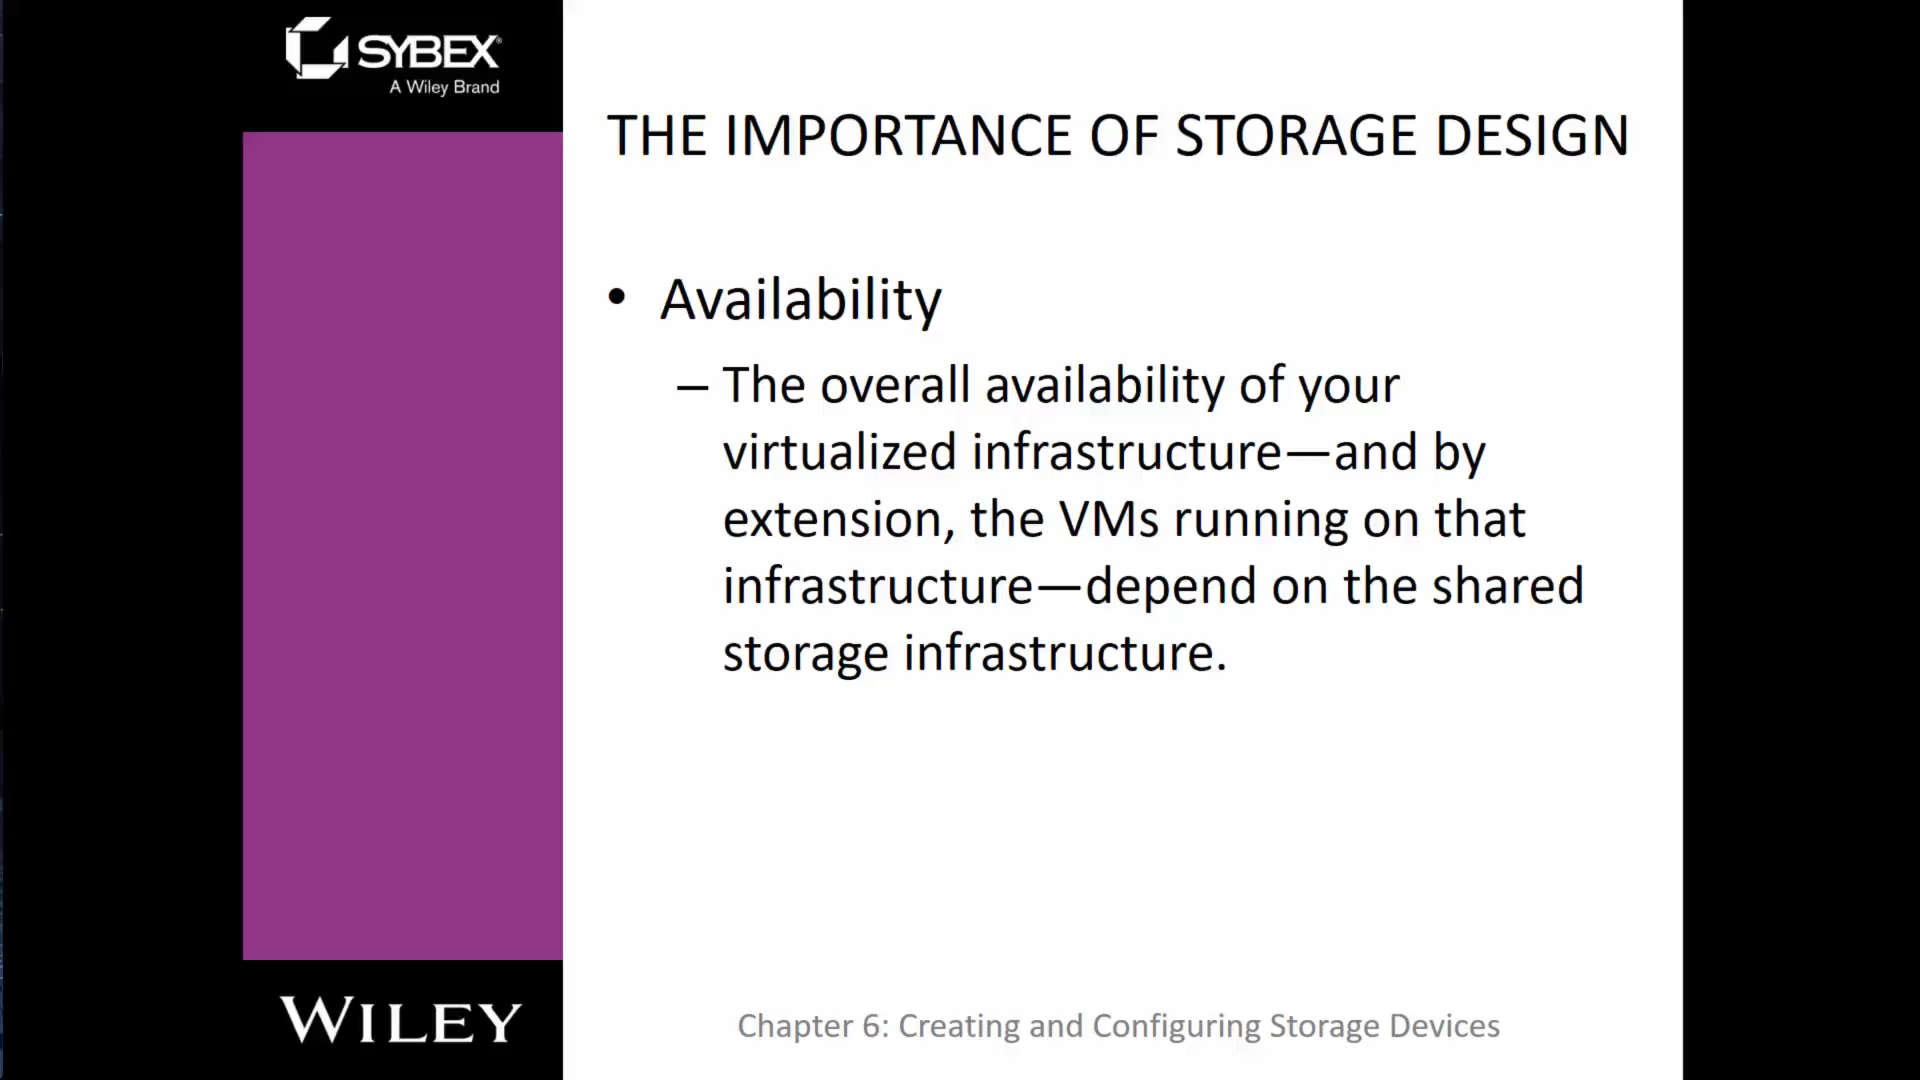 SYBEX®
A Wiley Brand
THE IMPORTANCE OF STORAGE DESIGN
• Availability
– The overall availability of your
virtualized infrastructure—and by
extension, the VMs running on that
infrastructure—depend on the shared
storage infrastructure.
WILEY
Chapter 6: Creating and Configuring Storage Devices